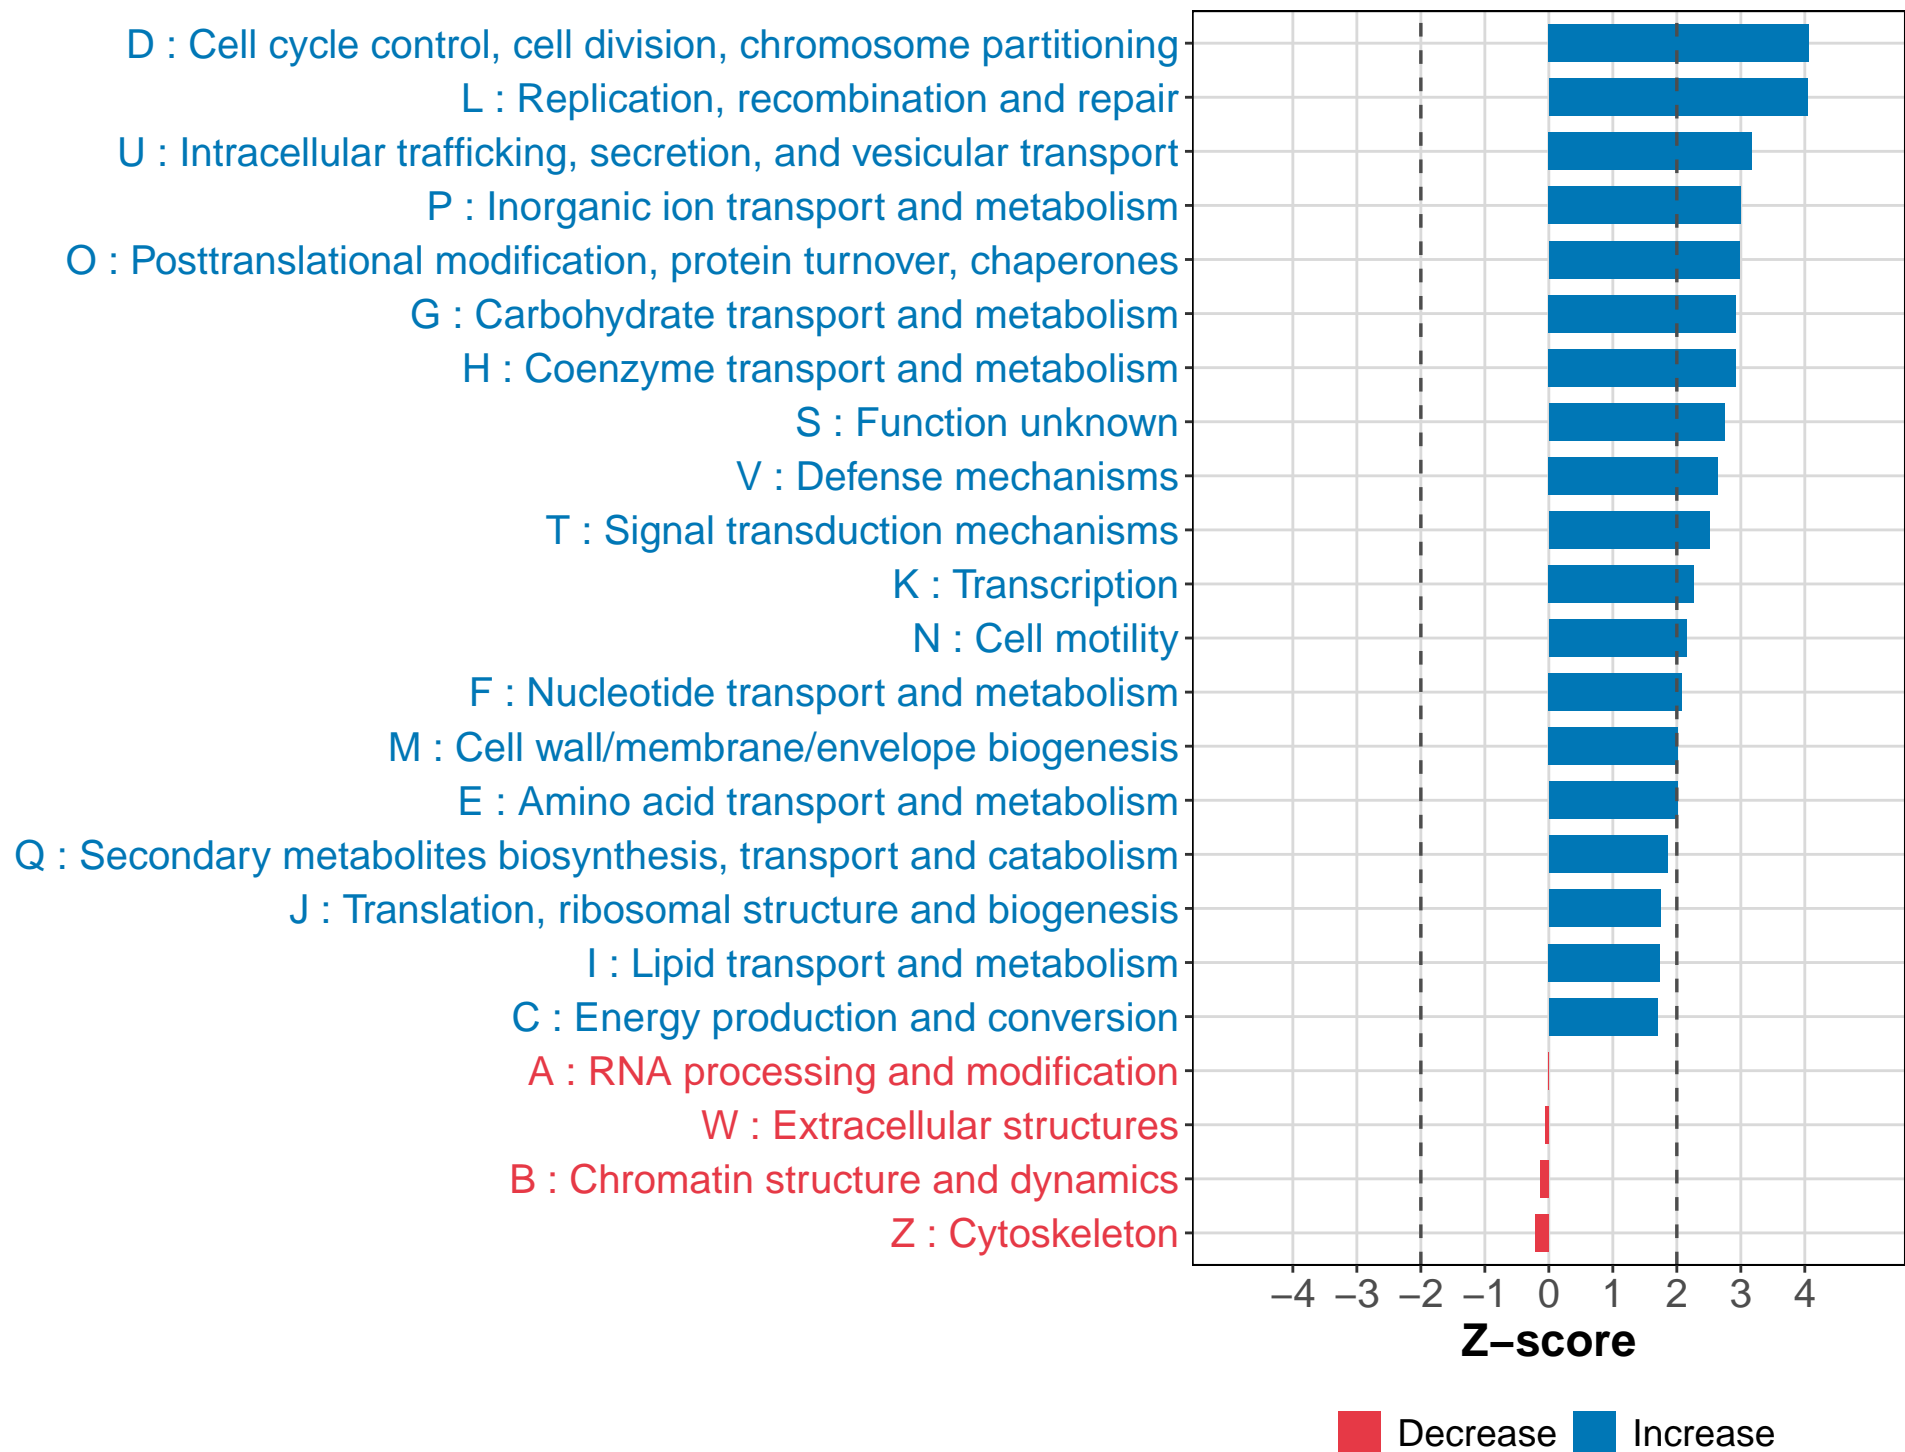 D : Cell cycle control, cell division, chromosome partitioning
L : Replication, recombination and repair
U : Intracellular trafficking, secretion, and vesicular transport
P : Inorganic ion transport and metabolism
O : Posttranslational modification, protein turnover, chaperones
G : Carbohydrate transport and metabolism
H : Coenzyme transport and metabolism
S : Function unknown
V : Defense mechanisms
T : Signal transduction mechanisms
K : Transcription
N : Cell motility
F : Nucleotide transport and metabolism
M : Cell wall/membrane/envelope biogenesis
E : Amino acid transport and metabolism
Q : Secondary metabolites biosynthesis, transport and catabolism
J : Translation, ribosomal structure and biogenesis
I : Lipid transport and metabolism
C : Energy production and conversion
A : RNA processing and modification
W : Extracellular structures
B : Chromatin structure and dynamics
Z : Cytoskeleton
−4 −3 −2 −1 0 1 2 3 4
Z−score
Decrease Increase